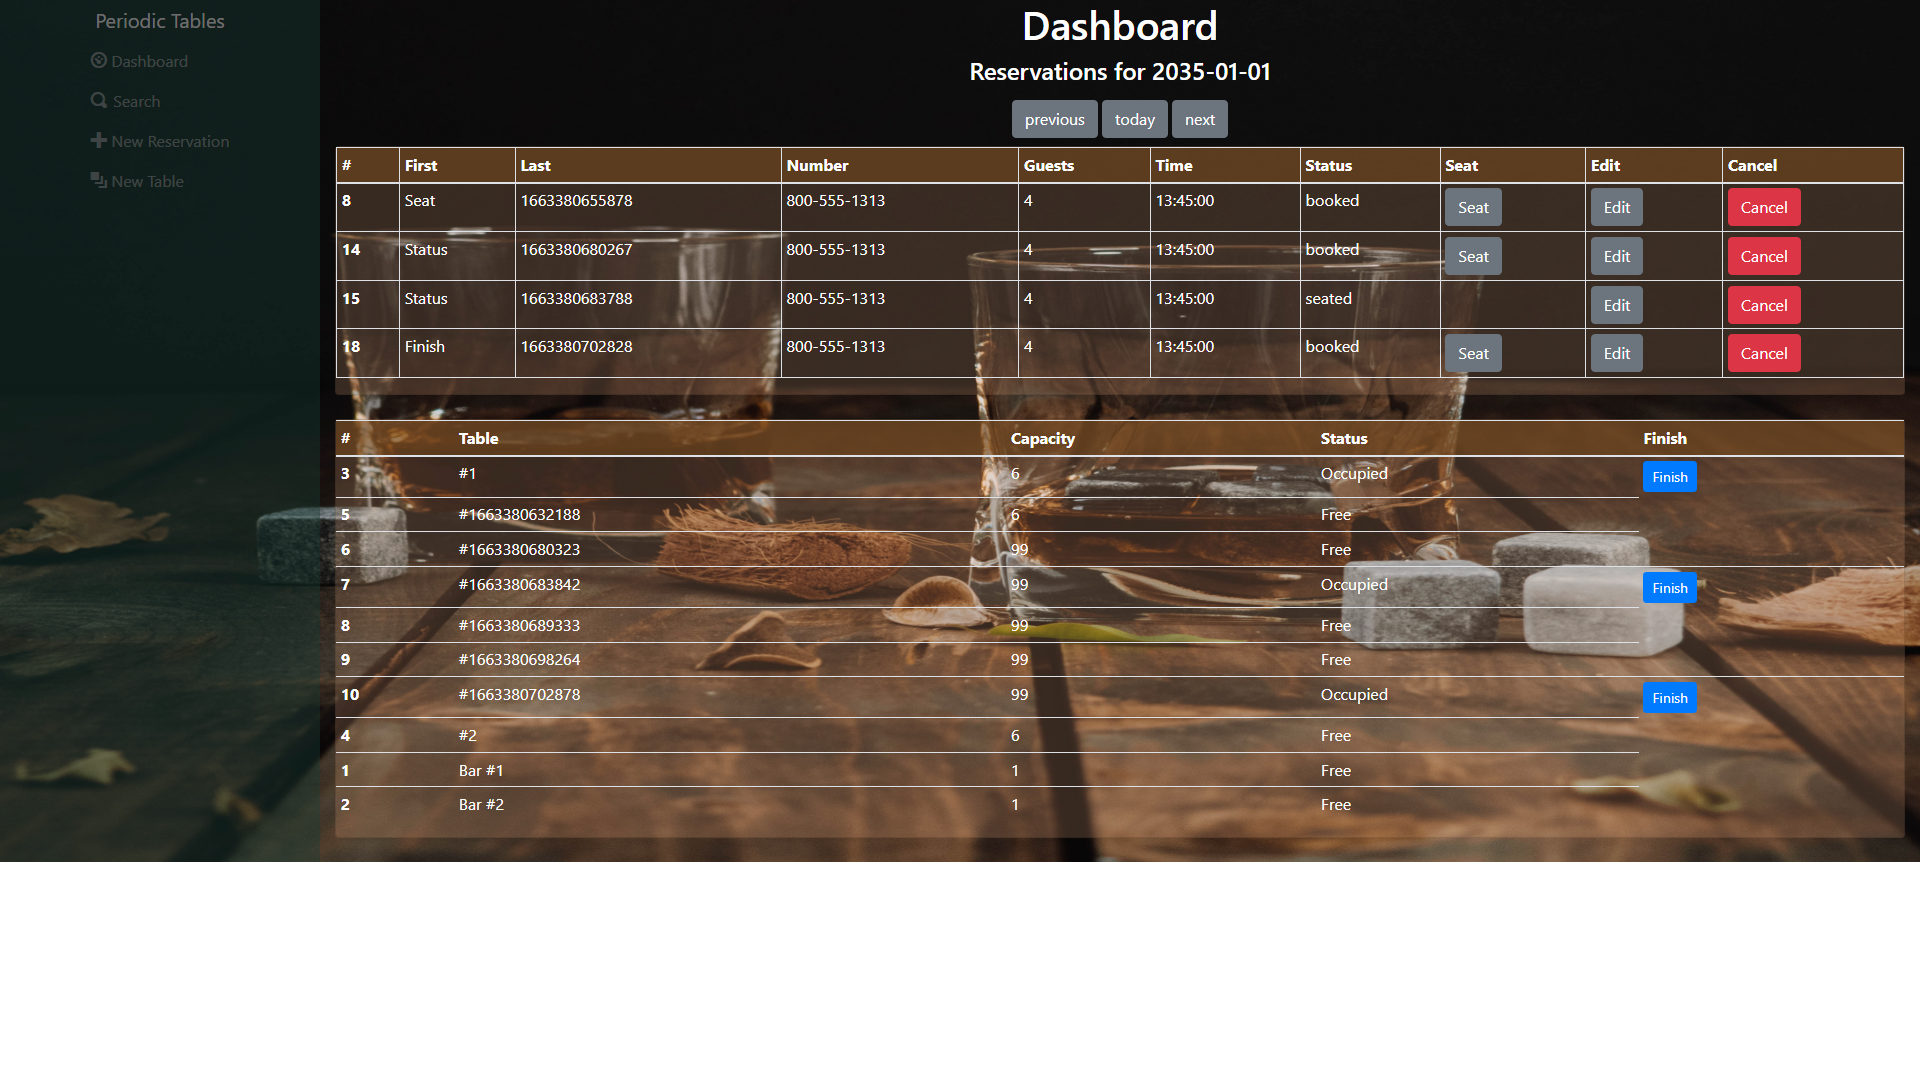 Periodic Tables
Dashboard
Search
New Reservation
New Table
Dashboard
Reservations for 2035-01-01
previous today next
# First Last Number Guests Time Status Seat Edit Cancel
8 Seat 1663380655878 800-555-1313 4 13:45:00 booked Seat Edit Cancel
14 Status 1663380680267 800-555-1313 4 13:45:00 booked Seat Edit Cancel
15 Status 1663380683788 800-555-1313 4 13:45:00 seated Edit Cancel
18 Finish 1663380702828 800-555-1313 4 13:45:00 booked Seat Edit Cancel
# Table Capacity Status Finish
3 #1 6 Occupied Finish
5 #1663380632188 6 Free
6 #1663380680323 99 Free
7 #1663380683842 99 Occupied Finish
8 #1663380689333 99 Free
9 #1663380698264 99 Free
10 #1663380702878 99 Occupied Finish
4 #2 6 Free
1 Bar #1 1 Free
2 Bar #2 1 Free